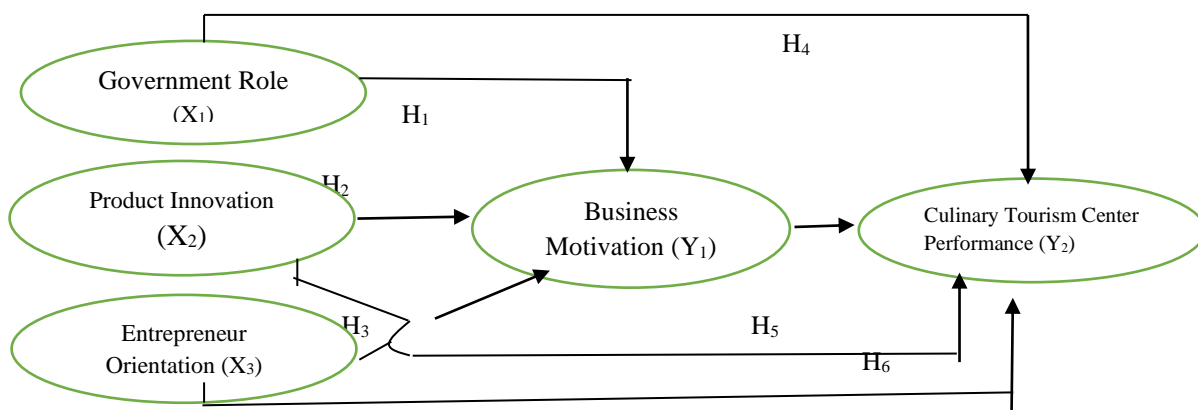 H₄
Government Role
(X₁)
H₁
H₂
Product Innovation
(X₂)
Business
Motivation (Y₁)
Culinary Tourism Center
Performance (Y₂)
Entrepreneur
Orientation (X₃)
H₃
H₅
H₆